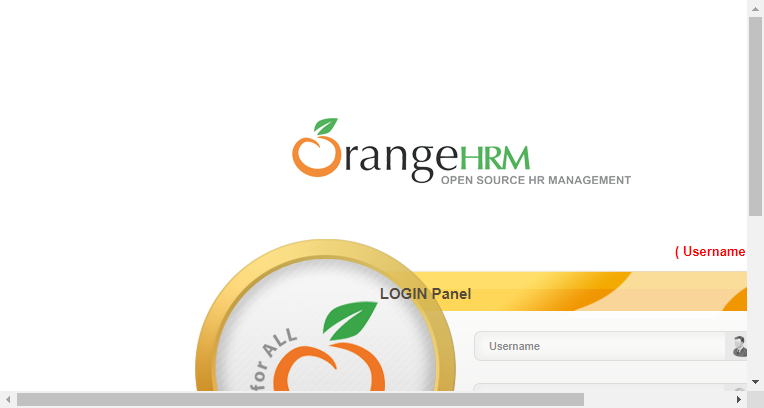 OrangeHRM
OPEN SOURCE HR MANAGEMENT
( Username
LOGIN Panel
for ALL
Username